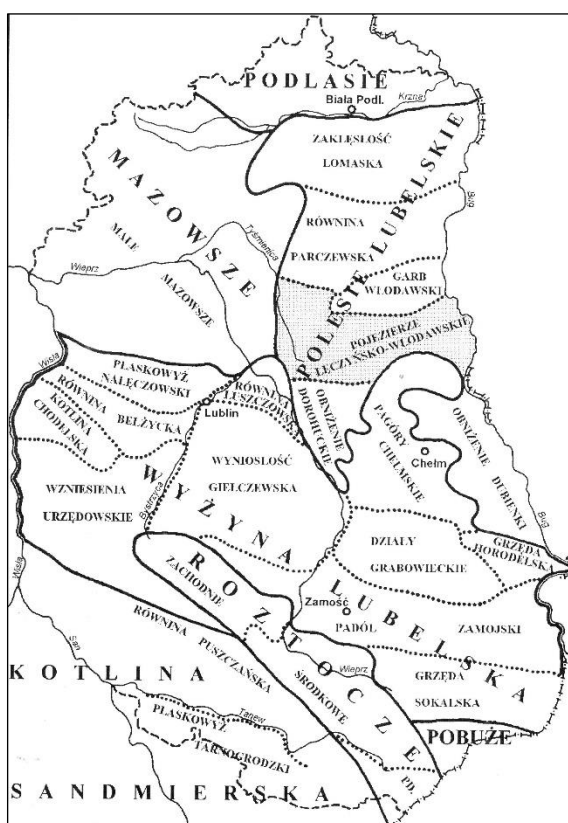 PODLASIE
Biała Podl.
Krzna
ZAKLĘSŁOŚĆ
ŁOMASKA
MAZOWSZE
POLESIE LUBELSKIE
Bug
RÓWNINA
PARCZEWSKA
Tyśmienica
MAŁE
MAZOWSZE
Wieprz
GARB
WŁODAWSKI
POJEZIERZE
ŁĘCZYŃSKO-WŁODAWSKIE
Wisła
PŁASKOWYŻ
NAŁĘCZOWSKI
RÓWNINA
BEŁŻYCKA
KOTLINA
CHODELSKA
Lublin
RÓWNINA
ŁUSZCZOWSKA
OBNIŻENIE
DOROHUCKIE
PAGÓRY
CHEŁMSKIE
Chełm
OBNIŻENIE DUBIENKI
Bug
WYNIOSŁOŚĆ
GIEŁCZEWSKA
WZNIESIENIA
URZĘDOWSKIE
Bystrzyca
WYŻYNA
LUBELSKA
DZIAŁY
GRABOWIECKIE
GRZĘDA
HORODELSKA
Wisła
ROZTOCZE
ZACHODNIE
Zamość
PADÓŁ
ZAMOJSKI
RÓWNINA
PUSZCZAŃSKA
San
Wieprz
ŚRODKOWE
GRZĘDA
SOKALSKA
KOTLINA
POBUŻE
PŁASKOWYŻ
Tanew
TARNOGRODZKI
PD.
SANDMIERSKA